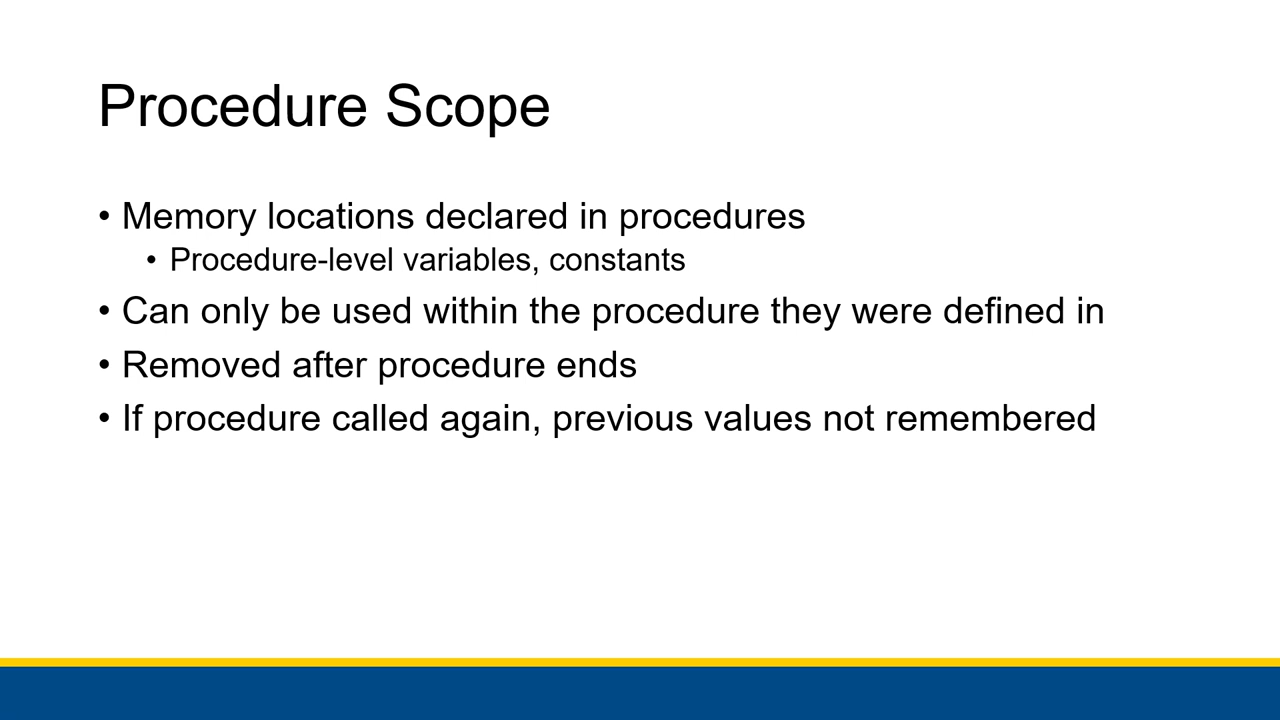 Procedure Scope
• Memory locations declared in procedures
• Procedure-level variables, constants
• Can only be used within the procedure they were defined in
• Removed after procedure ends
• If procedure called again, previous values not remembered